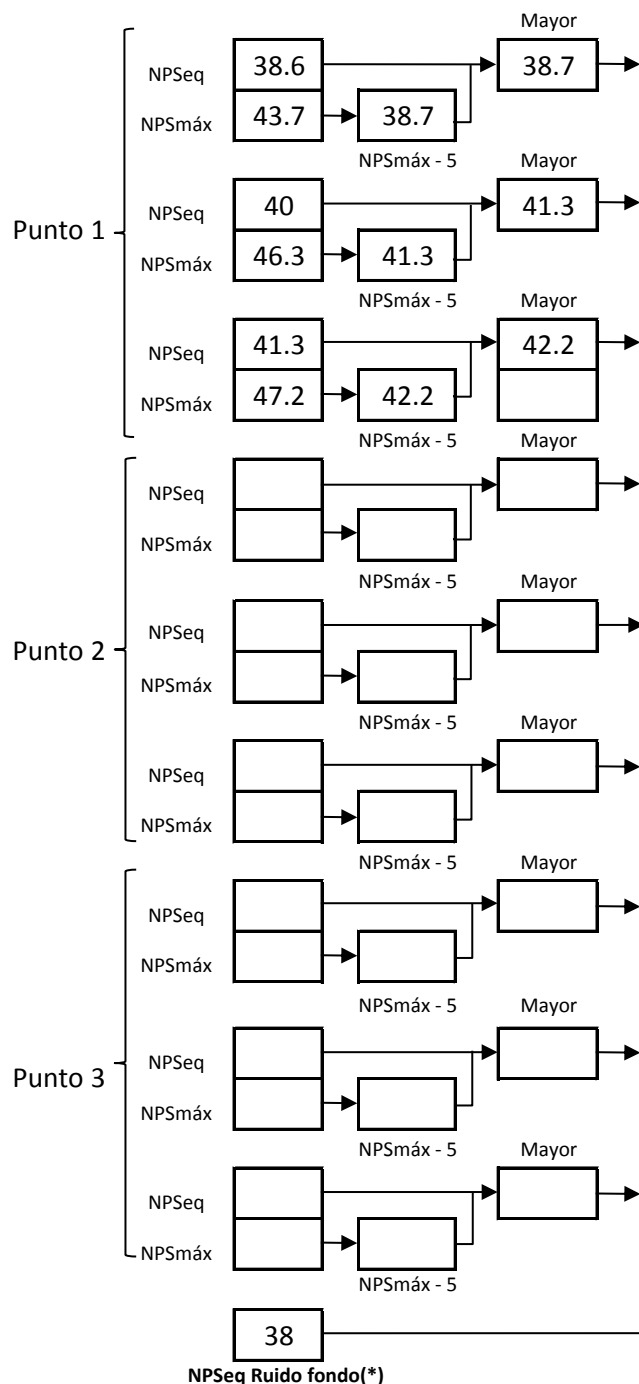 Mayor
NPSeq 38.6 38.7
NPSmáx 43.7 38.7
NPSmáx - 5 Mayor
Punto 1
NPSeq 40 41.3
NPSmáx 46.3 41.3
NPSmáx - 5 Mayor
NPSeq 41.3 42.2
NPSmáx 47.2 42.2
NPSmáx - 5 Mayor
NPSeq
NPSmáx
NPSmáx - 5 Mayor
Punto 2
NPSeq
NPSmáx
NPSmáx - 5 Mayor
NPSeq
NPSmáx
NPSmáx - 5 Mayor
NPSeq
NPSmáx
NPSmáx - 5 Mayor
Punto 3
NPSeq
NPSmáx
NPSmáx - 5 Mayor
NPSeq
NPSmáx
NPSmáx - 5
38
NPSeq Ruido fondo(*)